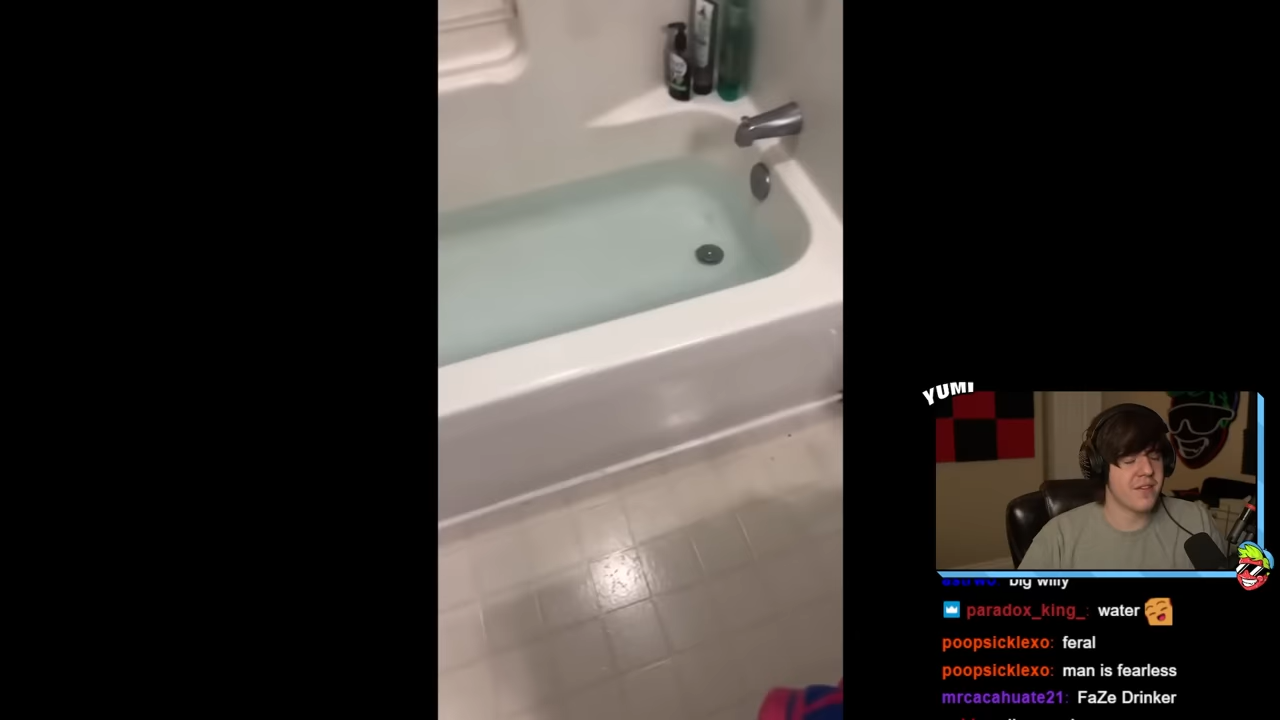 YUMI
big willy
paradox_king_: water
poopsicklexo: feral
poopsicklexo: man is fearless
mrcacahuate21: FaZe Drinker